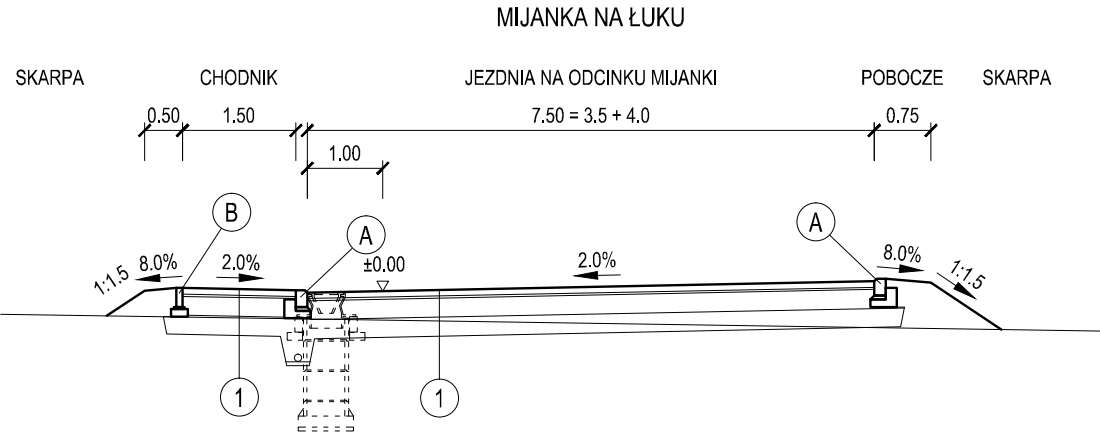 MIJANKA NA ŁUKU
SKARPA CHODNIK JEZDNIA NA ODCINKU MIJANKI POBOCZE SKARPA
0.50 1.50 7.50 = 3.5 + 4.0 0.75
1.00
B A A
1:1.5 8.0% 2.0% ±0.00 2.0% 8.0% 1:1.5
1 1